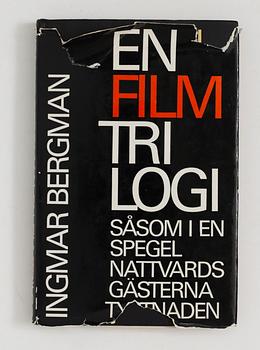 INGMAR BERGMAN
EN
FILM
TRI
LOGI
SÅSOM I EN
SPEGEL
NATTVARDS
GÄSTERNA